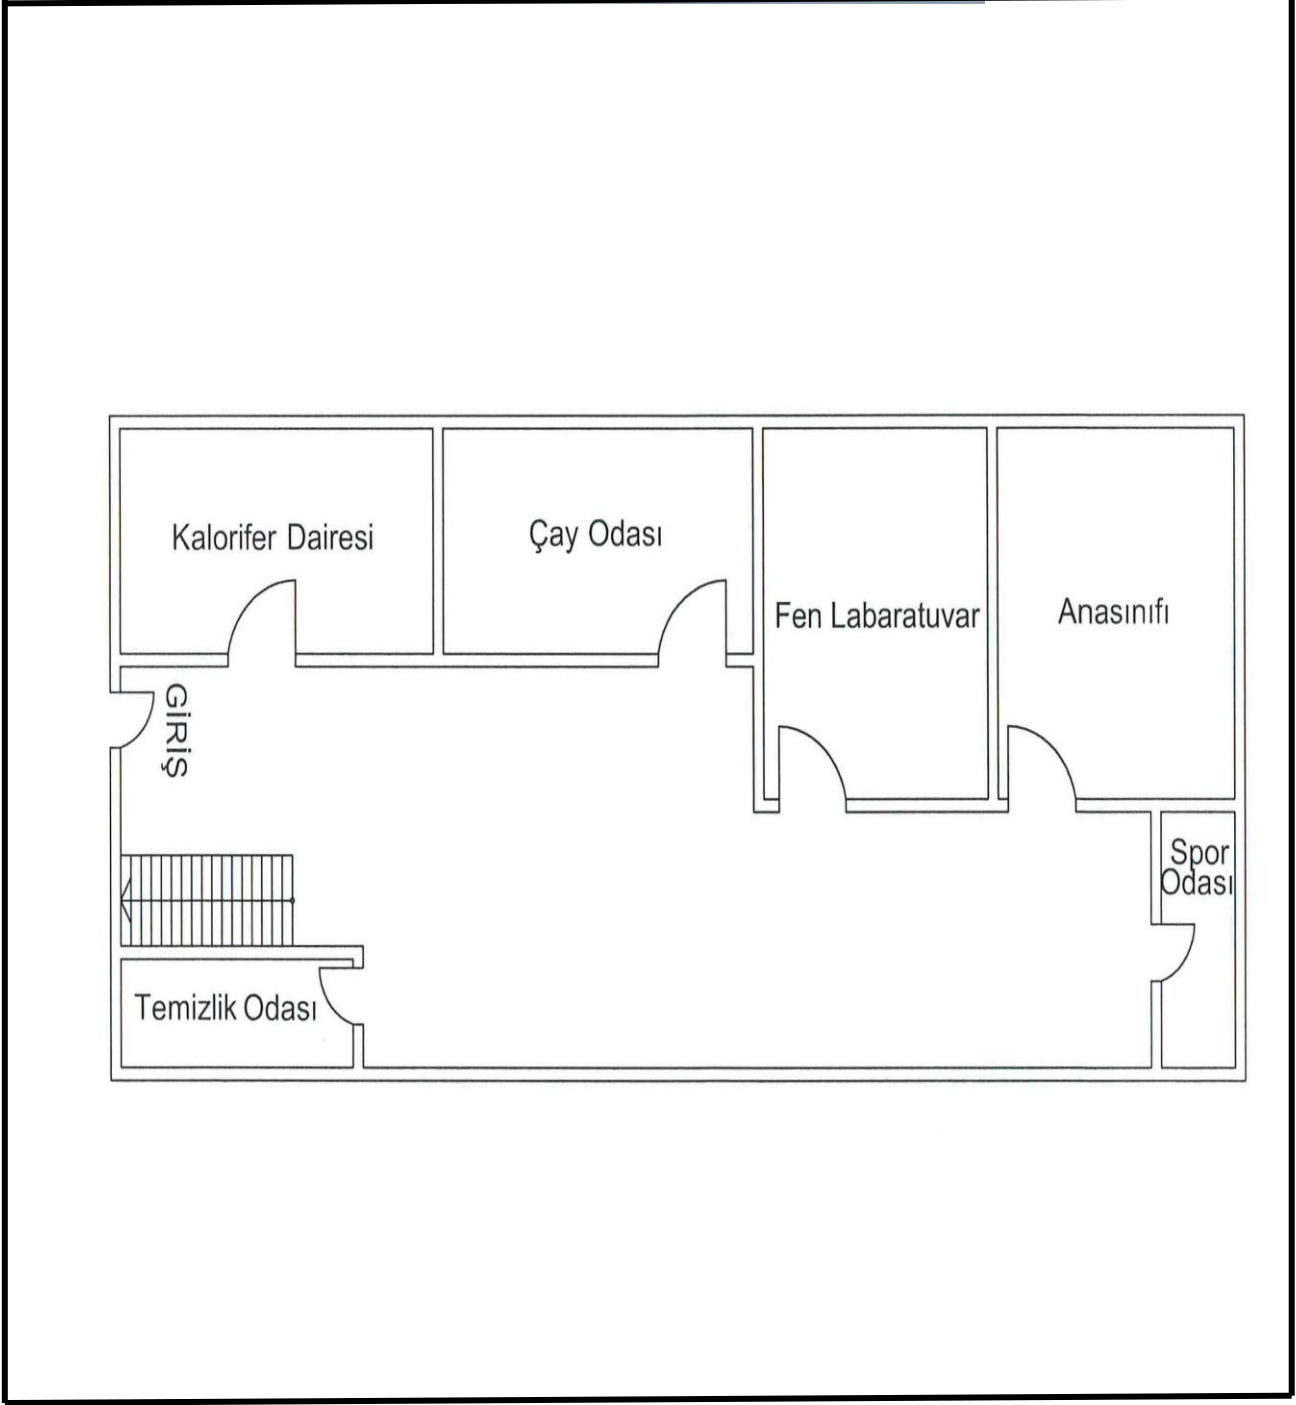 Kalorifer Dairesi
Çay Odası
Fen Labaratuvar
Anasınıfı
GİRİŞ
Spor
Odası
Temizlik Odası